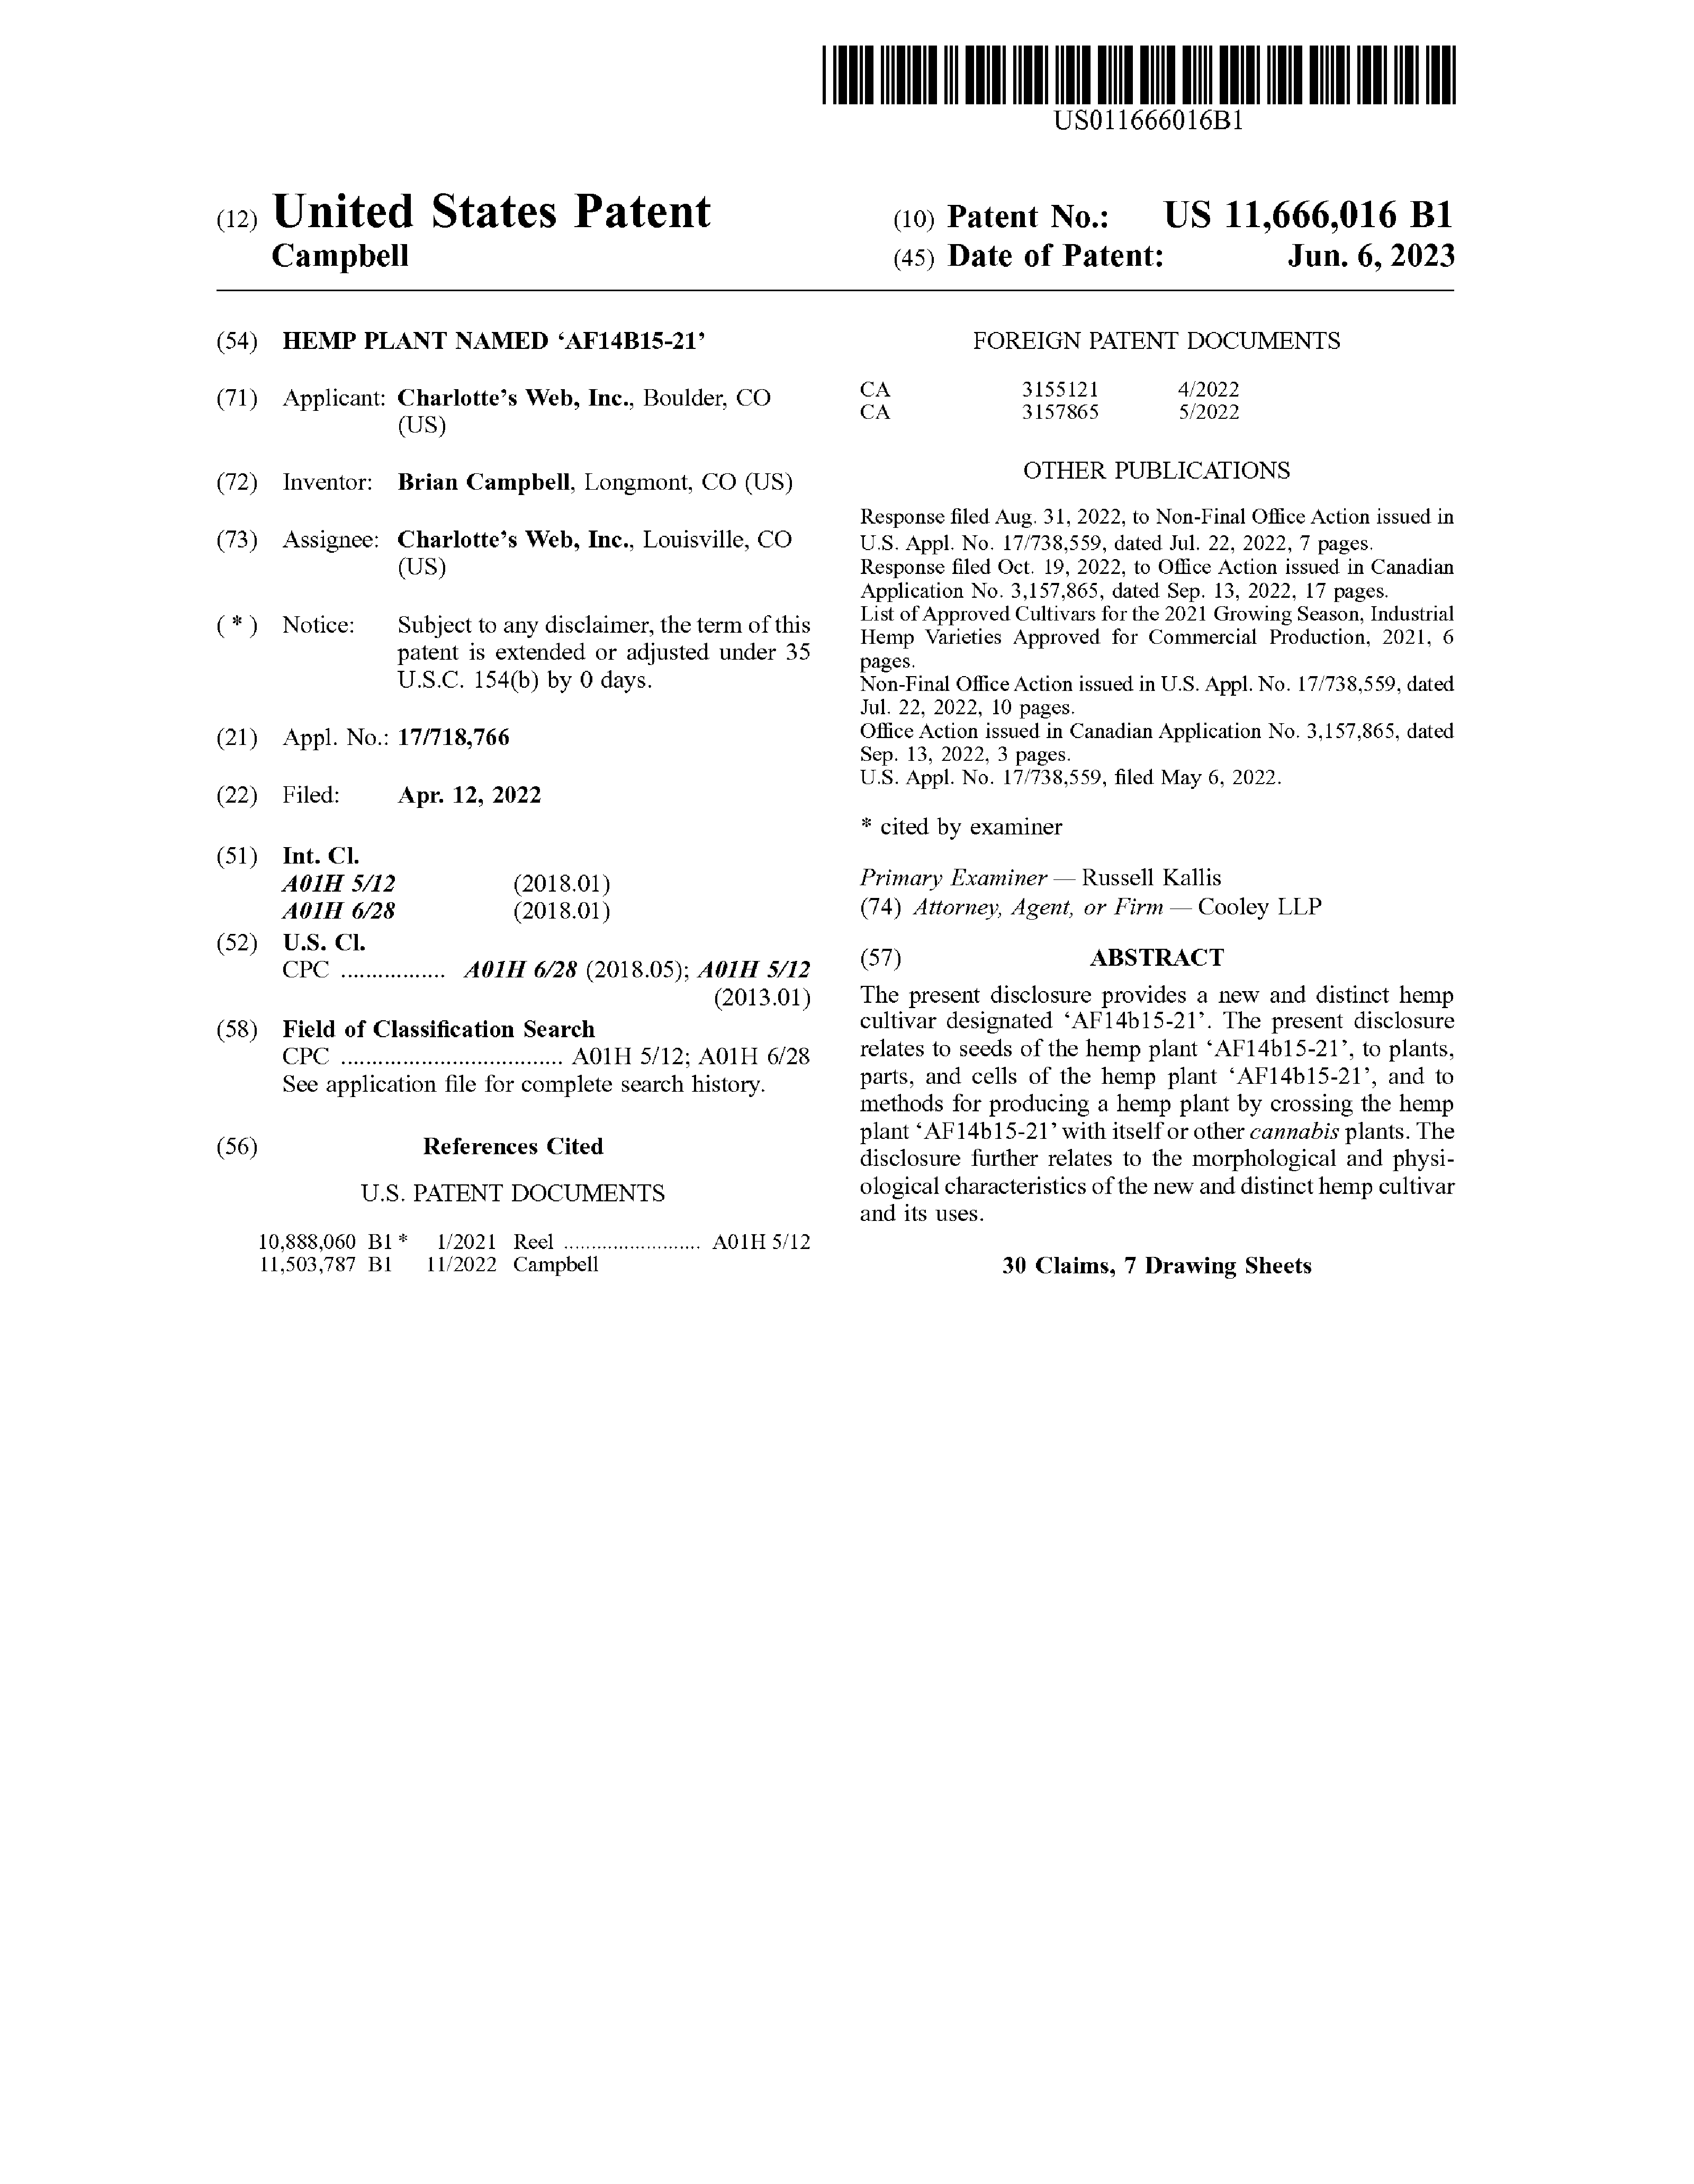 US011666016B1
(12) United States Patent
Campbell
(10) Patent No.: US 11,666,016 B1
(45) Date of Patent: Jun. 6, 2023
(54) HEMP PLANT NAMED ‘AF14B15-21’
(71) Applicant: Charlotte’s Web, Inc., Boulder, CO
(US)
(72) Inventor: Brian Campbell, Longmont, CO (US)
(73) Assignee: Charlotte’s Web, Inc., Louisville, CO
(US)
( * ) Notice: Subject to any disclaimer, the term of this
patent is extended or adjusted under 35
U.S.C. 154(b) by 0 days.
(21) Appl. No.: 17/718,766
(22) Filed: Apr. 12, 2022
(51) Int. Cl.
A01H 5/12 (2018.01)
A01H 6/28 (2018.01)
(52) U.S. Cl.
CPC ................. A01H 6/28 (2018.05); A01H 5/12
(2013.01)
(58) Field of Classification Search
CPC ................................... A01H 5/12; A01H 6/28
See application file for complete search history.
(56) References Cited
U.S. PATENT DOCUMENTS
10,888,060 B1 * 1/2021 Reel ......................... A01H 5/12
11,503,787 B1 11/2022 Campbell
FOREIGN PATENT DOCUMENTS
CA 3155121 4/2022
CA 3157865 5/2022
OTHER PUBLICATIONS
Response filed Aug. 31, 2022, to Non-Final Office Action issued in
U.S. Appl. No. 17/738,559, dated Jul. 22, 2022, 7 pages.
Response filed Oct. 19, 2022, to Office Action issued in Canadian
Application No. 3,157,865, dated Sep. 13, 2022, 17 pages.
List of Approved Cultivars for the 2021 Growing Season, Industrial
Hemp Varieties Approved for Commercial Production, 2021, 6
pages.
Non-Final Office Action issued in U.S. Appl. No. 17/738,559, dated
Jul. 22, 2022, 10 pages.
Office Action issued in Canadian Application No. 3,157,865, dated
Sep. 13, 2022, 3 pages.
U.S. Appl. No. 17/738,559, filed May 6, 2022.
* cited by examiner
Primary Examiner — Russell Kallis
(74) Attorney, Agent, or Firm — Cooley LLP
(57) ABSTRACT
The present disclosure provides a new and distinct hemp
cultivar designated ‘AF14b15-21’. The present disclosure
relates to seeds of the hemp plant ‘AF14b15-21’, to plants,
parts, and cells of the hemp plant ‘AF14b15-21’, and to
methods for producing a hemp plant by crossing the hemp
plant ‘AF14b15-21’ with itself or other cannabis plants. The
disclosure further relates to the morphological and physi-
ological characteristics of the new and distinct hemp cultivar
and its uses.
30 Claims, 7 Drawing Sheets